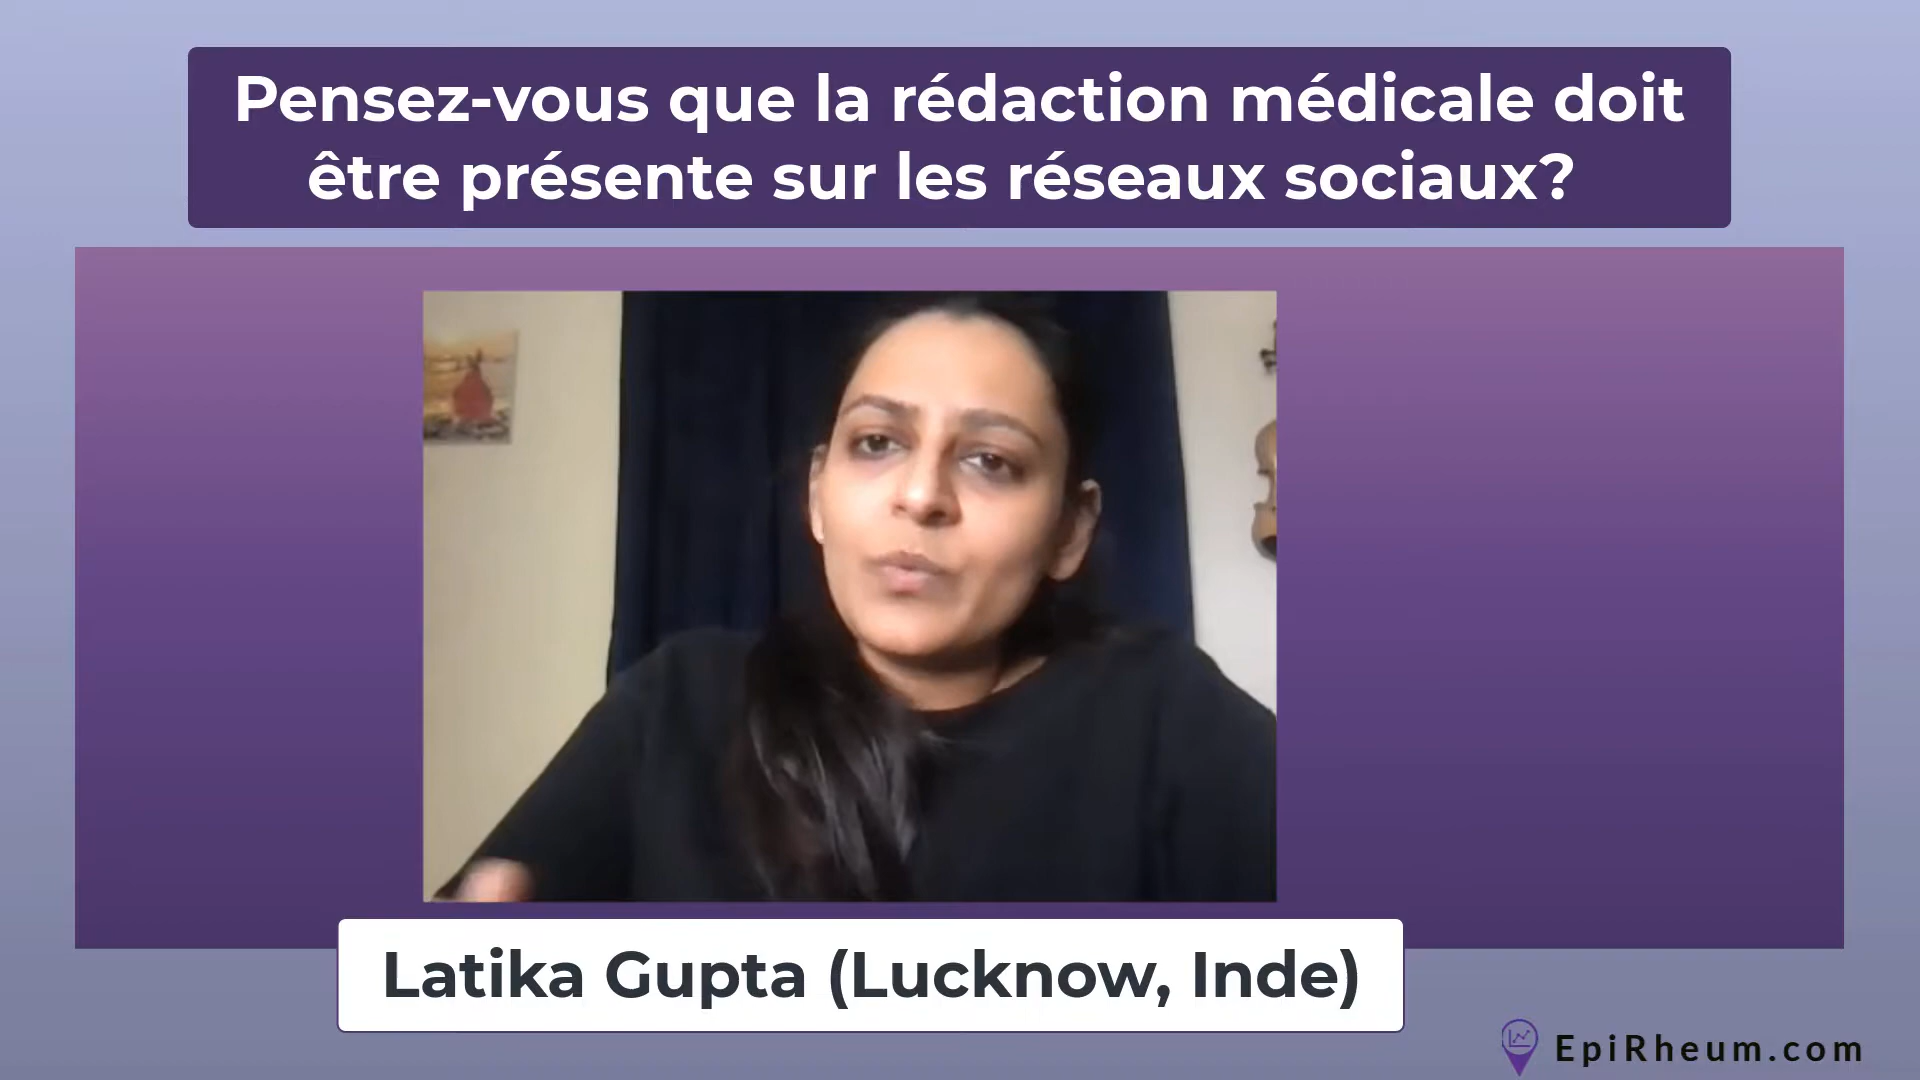 Pensez-vous que la rédaction médicale doit
être présente sur les réseaux sociaux?
Latika Gupta (Lucknow, Inde)
EpiRheum.com